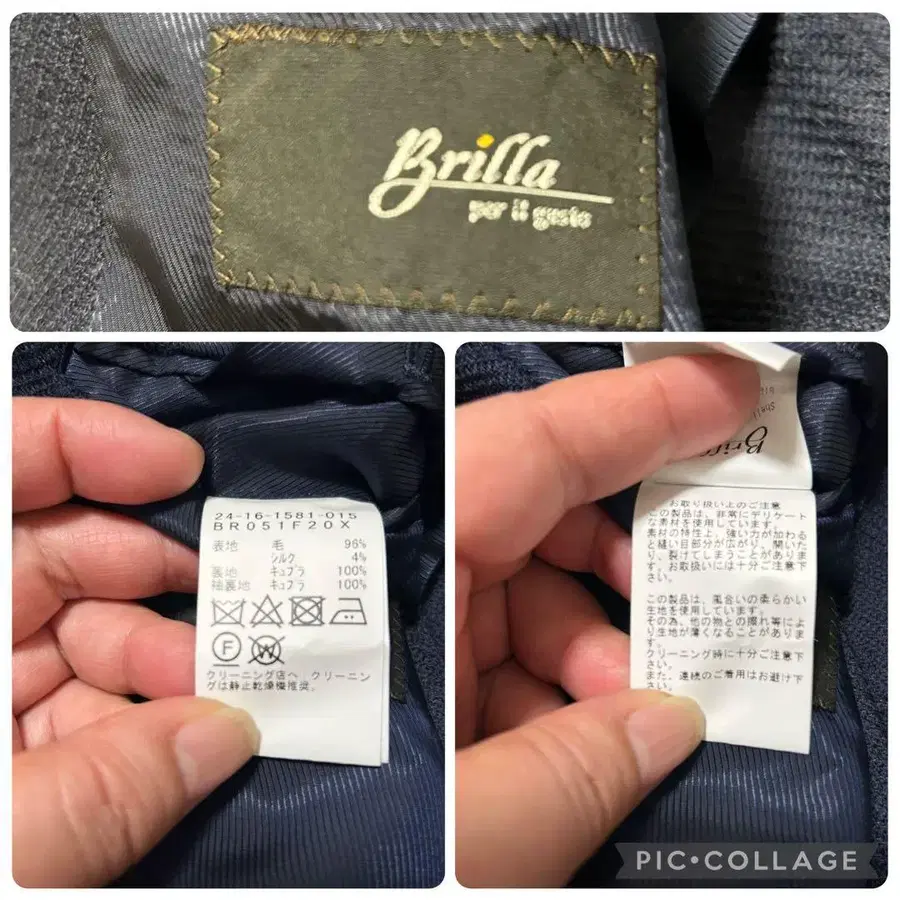 Brilla
per il gusto
24-16-1581-015
BR051F20X
表地 毛 96%
シルク 4%
裏地 キュプラ 100%
袖裏地 キュプラ 100%
F
W
クリーニング店へ クリーニン
グは静止乾燥機推奨。
お取り扱い上のご注意
この製品は、非常にデリケート
な素材を使用しています。
素材の特性上、強い力が加わる
と縫い目部分が広がり、開いた
り、裂けてしまうことがありま
す。お取扱いには十分ご注意下
さい。
この製品は、風合いの柔らかい
生地を使用しています。
その為、他の物との擦れ等によ
り生地が薄くなることがありま
す。
クリーニング時に十分ご注意下
さい。
また、連続のご着用はお避け下
さい。
PIC•COLLAGE